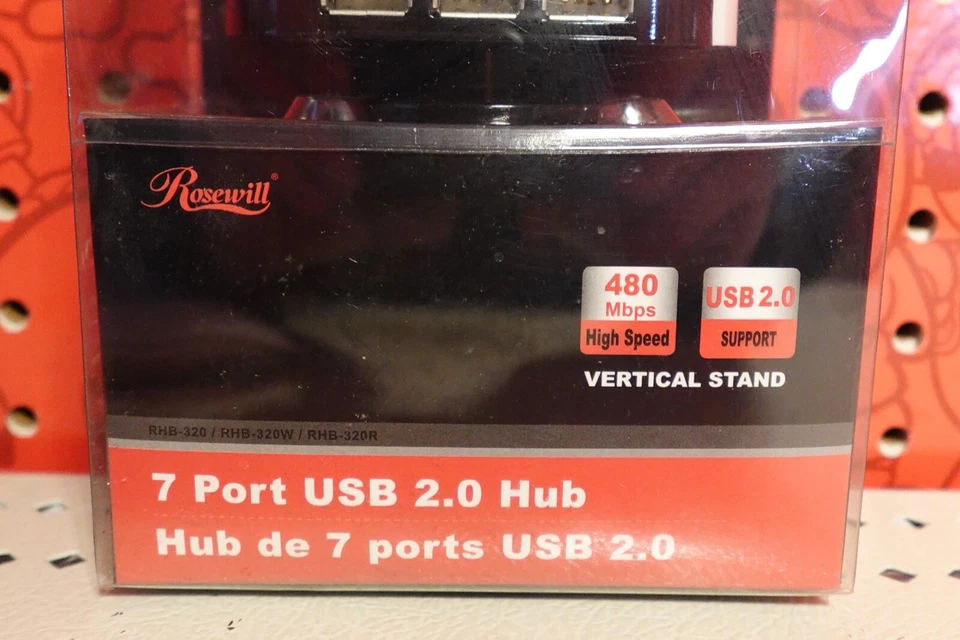 Rosewill®
480
Mbps
High Speed
USB 2.0
SUPPORT
VERTICAL STAND
RHB-320 / RHB-320W / RHB-320R
7 Port USB 2.0 Hub
Hub de 7 ports USB 2.0